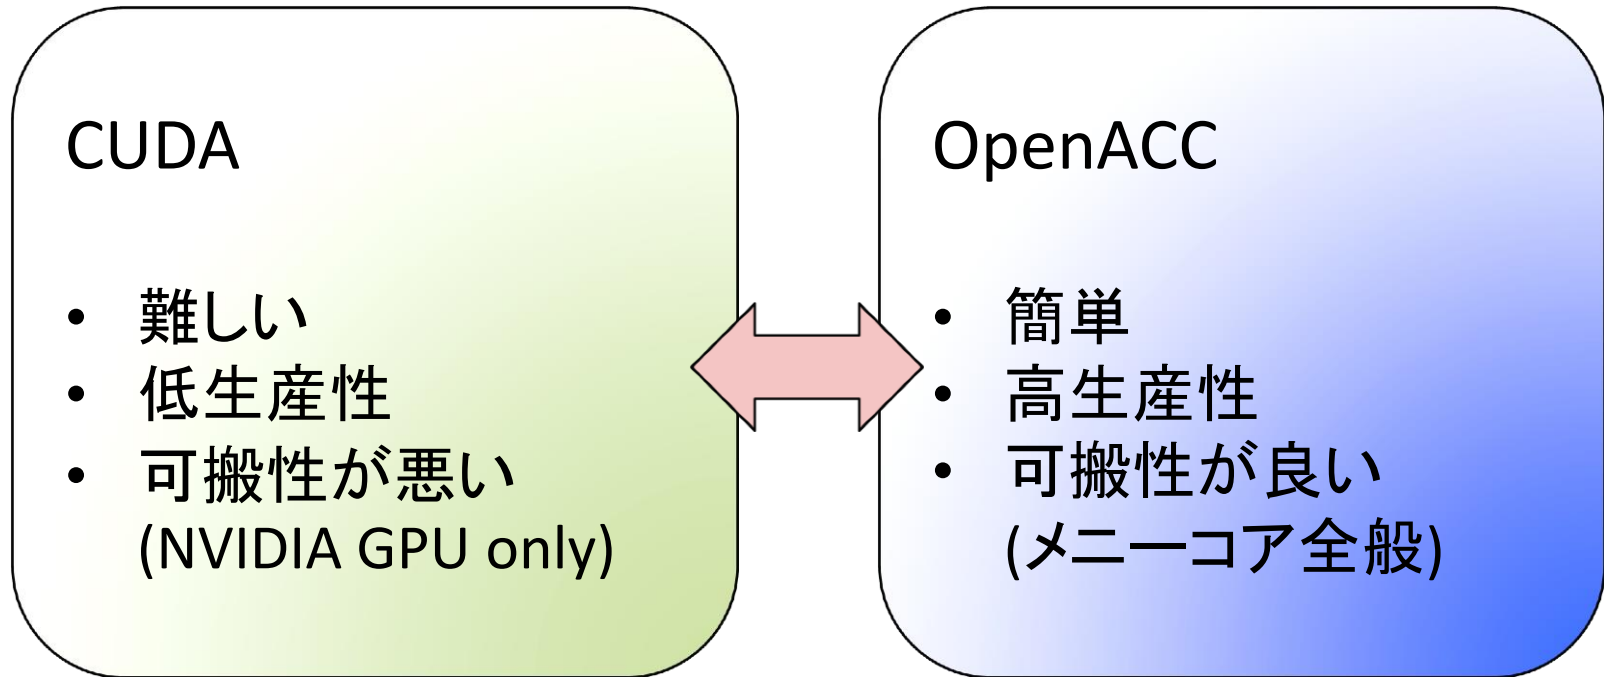 CUDA
• 難しい
• 低生産性
• 可搬性が悪い
(NVIDIA GPU only)
OpenACC
• 簡単
• 高生産性
• 可搬性が良い
(メニーコア全般)